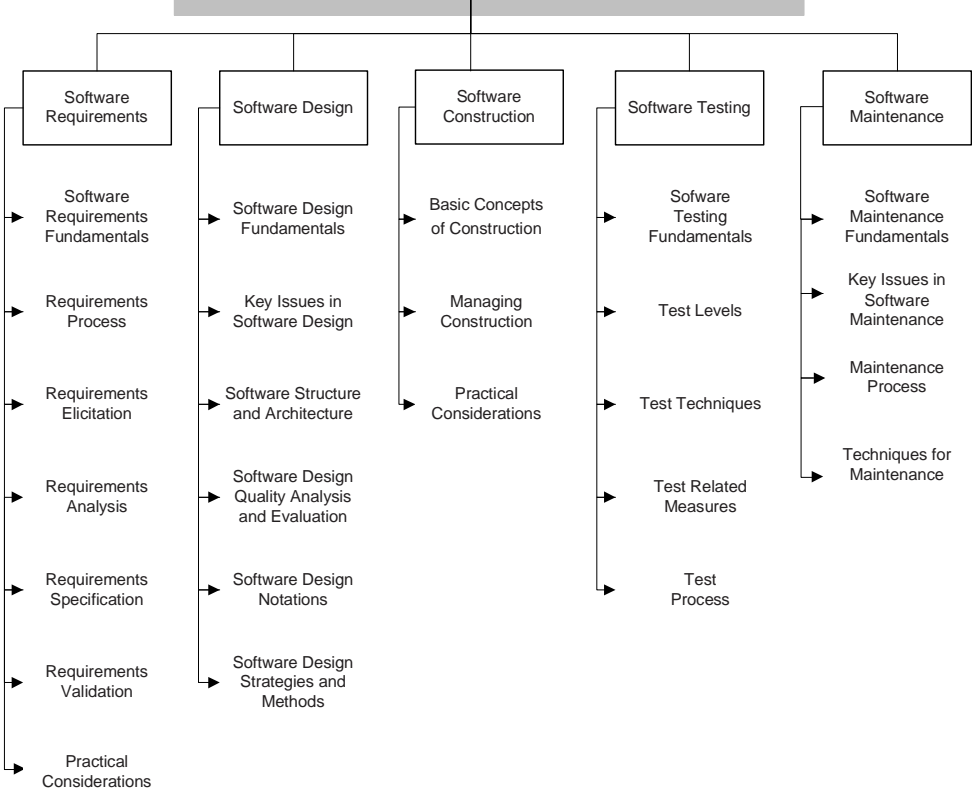 Software
Requirements
Software Design
Software
Construction
Software Testing
Software
Maintenance
Software
Requirements
Fundamentals
Requirements
Process
Requirements
Elicitation
Requirements
Analysis
Requirements
Specification
Requirements
Validation
Practical
Considerations
Software Design
Fundamentals
Key Issues in
Software Design
Software Structure
and Architecture
Software Design
Quality Analysis
and Evaluation
Software Design
Notations
Software Design
Strategies and
Methods
Basic Concepts
of Construction
Managing
Construction
Practical
Considerations
Sofware
Testing
Fundamentals
Test Levels
Test Techniques
Test Related
Measures
Test
Process
Software
Maintenance
Fundamentals
Key Issues in
Software
Maintenance
Maintenance
Process
Techniques for
Maintenance